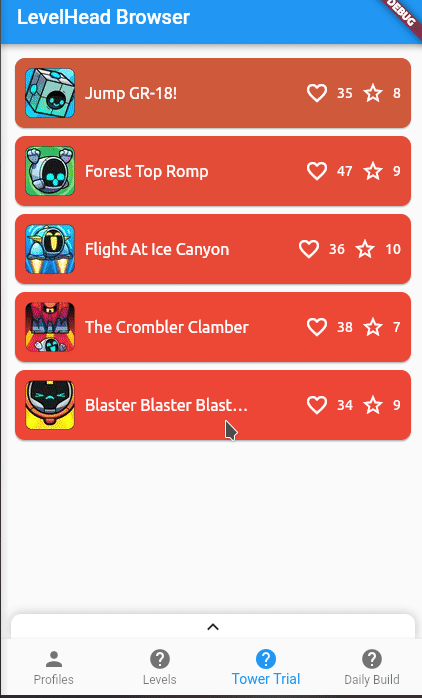 LevelHead Browser
DEBUG
Jump GR-18! 35 8
Forest Top Romp 47 9
Flight At Ice Canyon 36 10
The Crombler Clamber 38 7
Blaster Blaster Blast... 34 9
Profiles Levels Tower Trial Daily Build